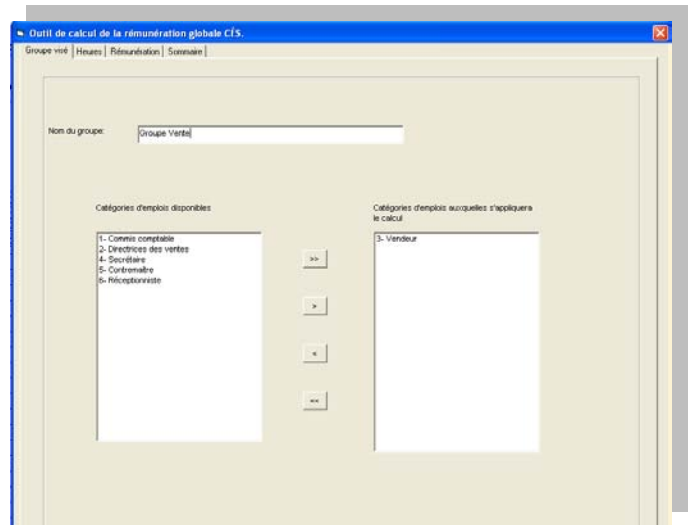 Outil de calcul de la rémunération globale CÍS.
Groupe visé Heures Rémunération Sommaire
Nom du groupe: Groupe Vente
Catégories d'emplois disponibles
Catégories d'emplois auxquelles s'appliquera
le calcul
1- Commis comptable
2- Directrices des ventes
4- Secrétaire
5- Contremaître
6- Réceptionniste
3- Vendeur
>>
>
<
<<